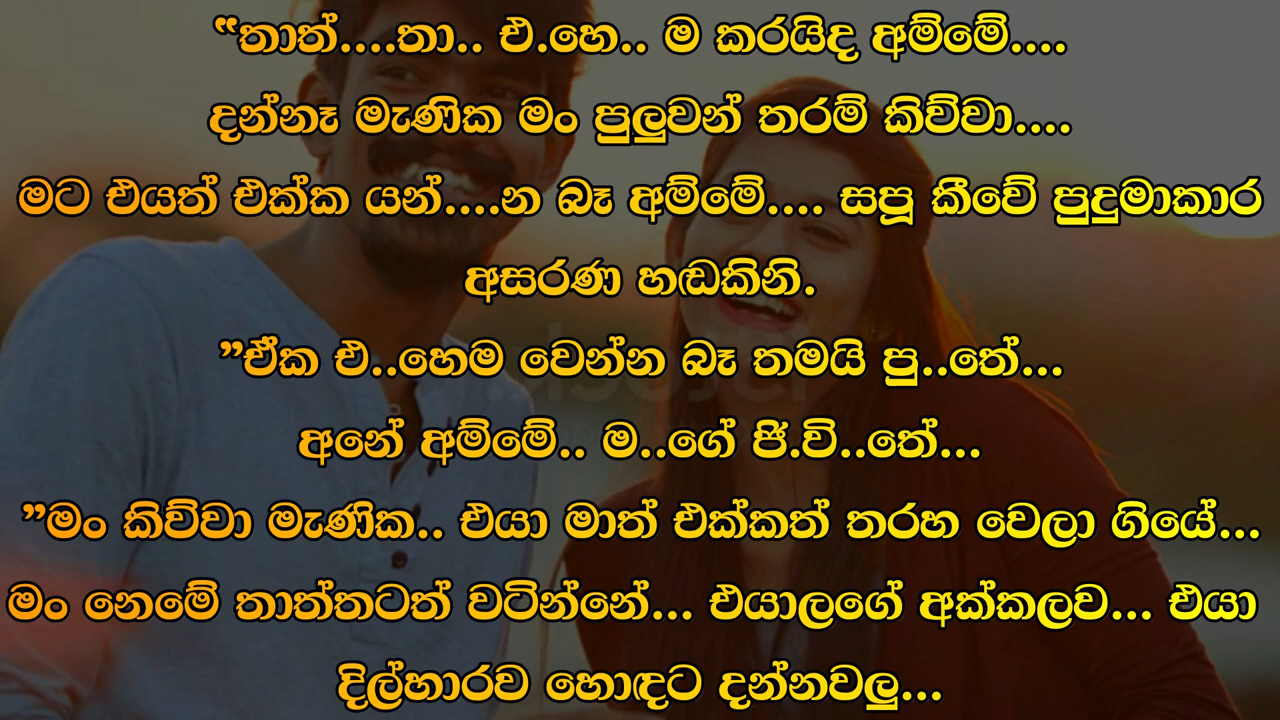 “තාත්....තා.. එ.හෙ.. ම කරයිද අම්මේ....
දන්නෑ මැණික මං පුලුවන් තරම් කිව්වා....
මට එයත් එක්ක යන්....න බෑ අම්මේ.... සපූ කීවේ පුදුමාකාර
අසරණ හඬකිනි.
”ඒක එ..හෙම වෙන්න බෑ තමයි පු..තේ...
අනේ අම්මේ.. ම..ගේ ජි.වි..තේ...
”මං කිව්වා මැණික.. එයා මාත් එක්කත් තරහ වෙලා ගියේ...
මං නෙමේ තාත්තටත් වටින්නේ... එයාලගේ අක්කලව... එයා
දිල්හාරව හොඳට දන්නවලු...